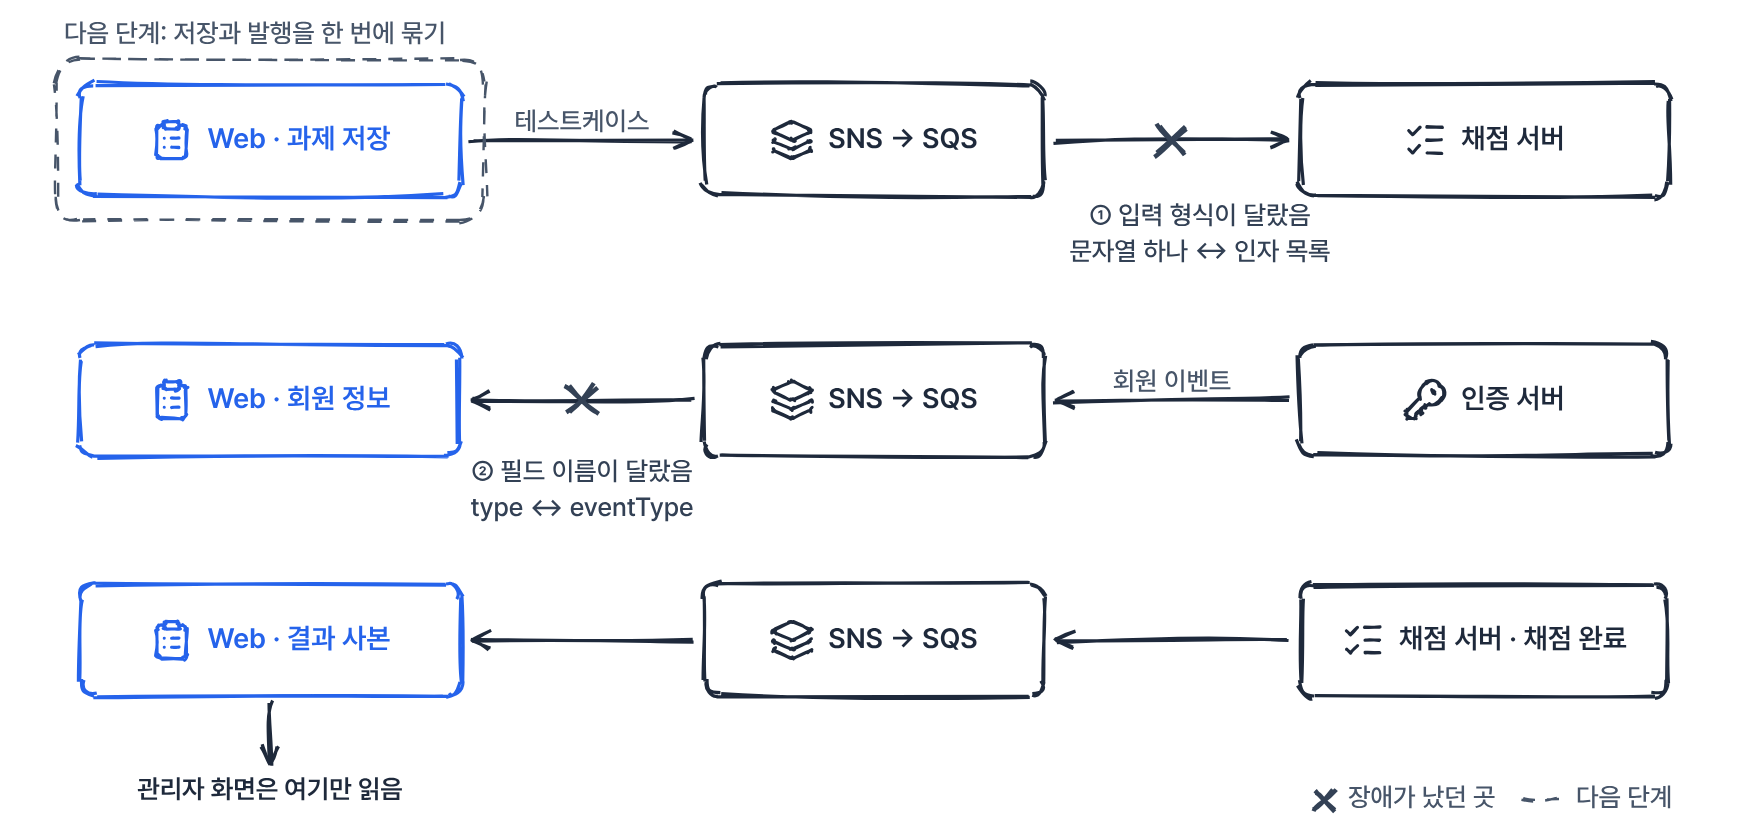 다음 단계: 저장과 발행을 한 번에 묶기
Web · 과제 저장
테스트케이스
SNS → SQS
채점 서버
① 입력 형식이 달랐음
문자열 하나 ↔ 인자 목록
Web · 회원 정보
SNS → SQS
회원 이벤트
인증 서버
② 필드 이름이 달랐음
type ↔ eventType
Web · 결과 사본
SNS → SQS
채점 서버 · 채점 완료
관리자 화면은 여기만 읽음
장애가 났던 곳
다음 단계